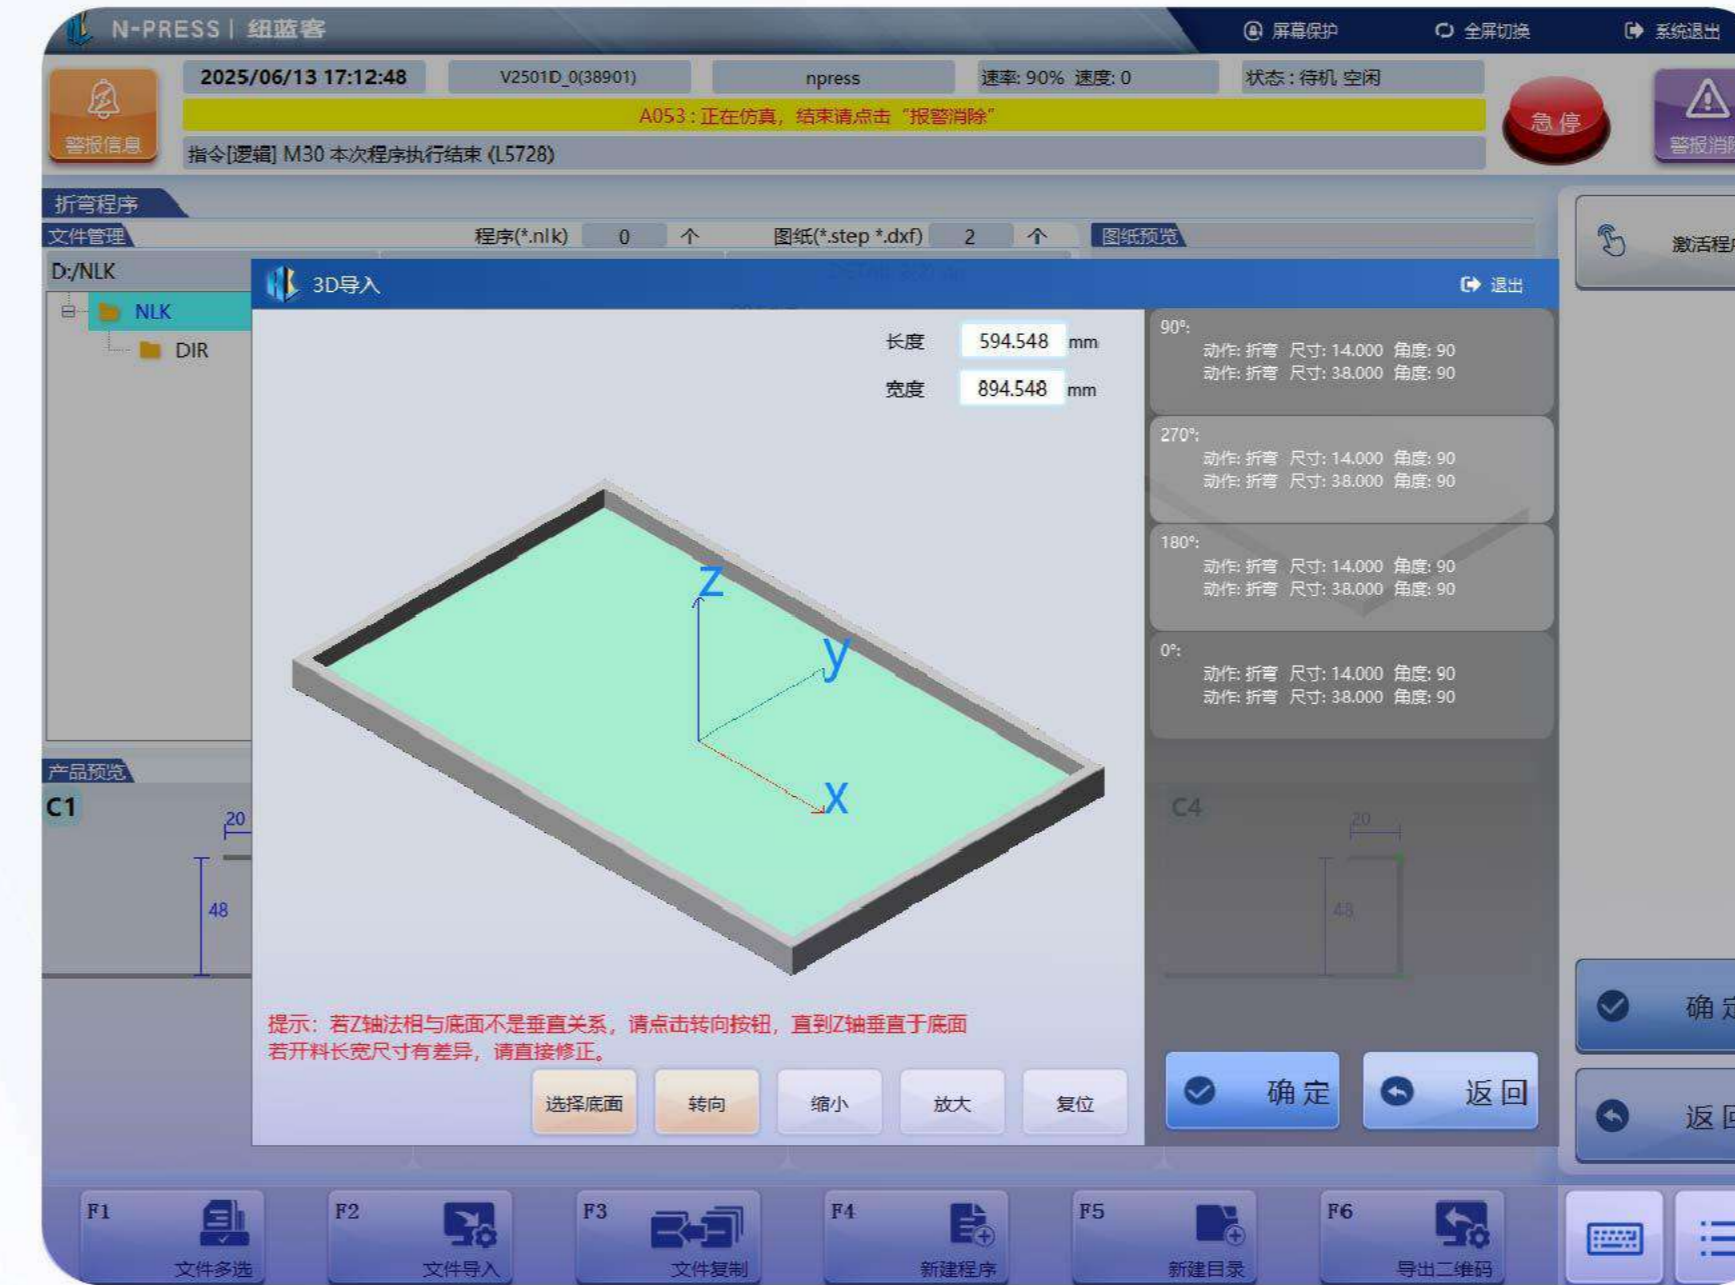 N-PRESS | 纽蓝客
屏幕保护
全屏切换
系统退出
警报信息
2025/06/13 17:12:48
V2501D_0(38901)
npress
速率: 90% 速度: 0
状态 : 待机 空闲
A053 : 正在仿真，结束请点击“报警消除”
指令[逻辑] M30 本次程序执行结束 (L5728)
急 停
警报消
折弯程序
文件管理
程序(*.nlk) 0 个
图纸(*.step *.dxf) 2 个
图纸预览
激活程
D:/NLK
NLK
DIR
3D导入
退出
长度 594.548 mm
宽度 894.548 mm
z
y
x
90°:
动作: 折弯 尺寸: 14.000 角度: 90
动作: 折弯 尺寸: 38.000 角度: 90
270°:
动作: 折弯 尺寸: 14.000 角度: 90
动作: 折弯 尺寸: 38.000 角度: 90
180°:
动作: 折弯 尺寸: 14.000 角度: 90
动作: 折弯 尺寸: 38.000 角度: 90
0°:
动作: 折弯 尺寸: 14.000 角度: 90
动作: 折弯 尺寸: 38.000 角度: 90
产品预览
C1
20
48
C4
20
48
提示：若Z轴法相与底面不是垂直关系，请点击转向按钮，直到Z轴垂直于底面
若开料长宽尺寸有差异，请直接修正。
选择底面
转向
缩小
放大
复位
确 定
返 回
确
返
F1 文件多选
F2 文件导入
F3 文件复制
F4 新建程序
F5 新建目录
F6 导出二维码